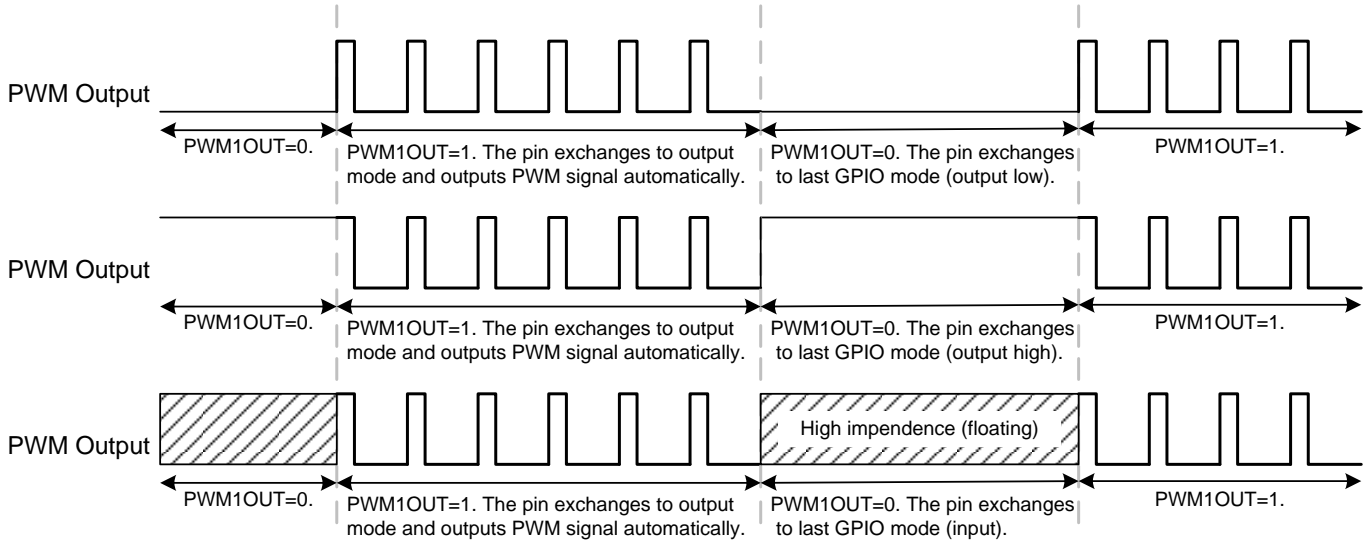 PWM Output
PWM1OUT=0.
PWM1OUT=1. The pin exchanges to output
mode and outputs PWM signal automatically.
PWM1OUT=0. The pin exchanges
to last GPIO mode (output low).
PWM1OUT=1.
PWM Output
PWM1OUT=0.
PWM1OUT=1. The pin exchanges to output
mode and outputs PWM signal automatically.
PWM1OUT=0. The pin exchanges
to last GPIO mode (output high).
PWM1OUT=1.
PWM Output
High impendence (floating)
PWM1OUT=0.
PWM1OUT=1. The pin exchanges to output
mode and outputs PWM signal automatically.
PWM1OUT=0. The pin exchanges
to last GPIO mode (input).
PWM1OUT=1.